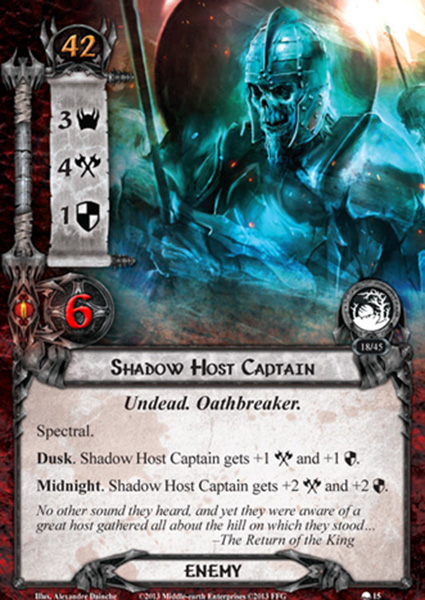 42
3
4
1
6
18/45
Shadow Host Captain
Undead. Oathbreaker.
Spectral.
Dusk. Shadow Host Captain gets +1 and +1 .
Midnight. Shadow Host Captain gets +2 and +2 .
No other sound they heard, and yet they were aware of a
great host gathered all about the hill on which they stood…
–The Return of the King
ENEMY
Illus. Alexandre Dainche ©2013 Middle-earth Enterprises ©2013 FFG 15